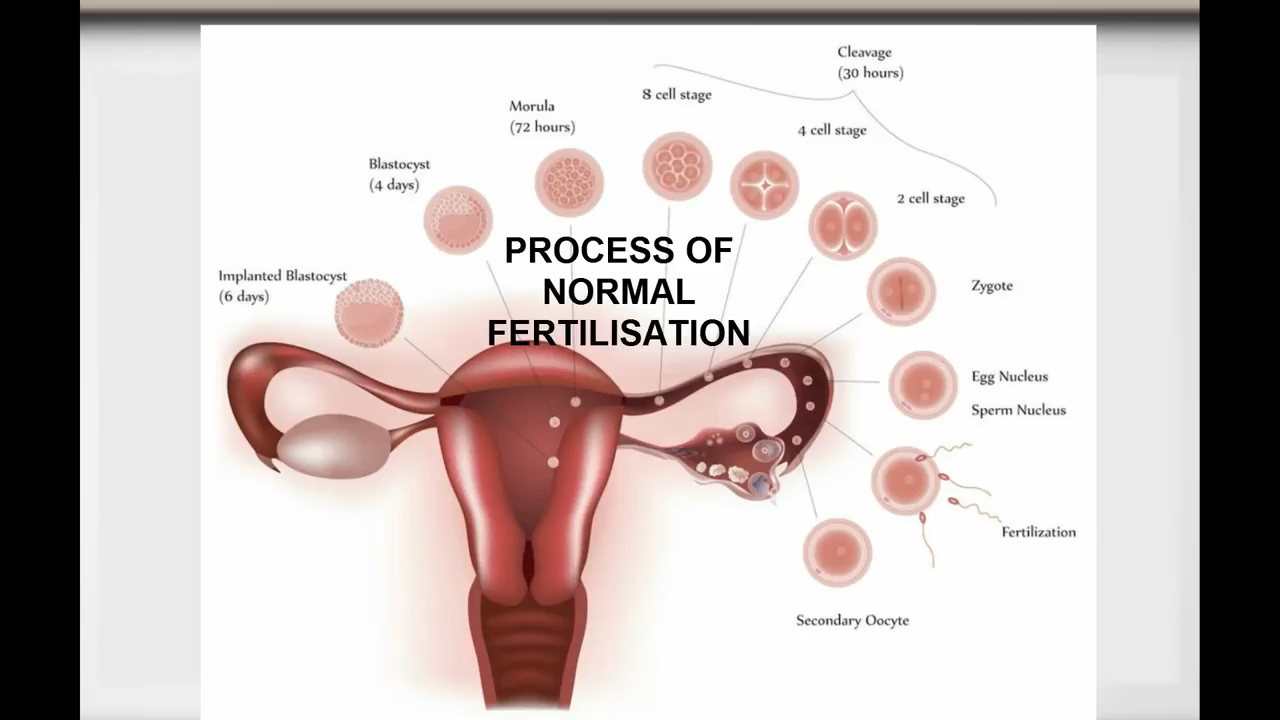 Cleavage
(30 hours)
8 cell stage
Morula
(72 hours)
4 cell stage
Blastocyst
(4 days)
2 cell stage
PROCESS OF
NORMAL
FERTILISATION
Implanted Blastocyst
(6 days)
Zygote
Egg Nucleus
Sperm Nucleus
Fertilization
Secondary Oocyte